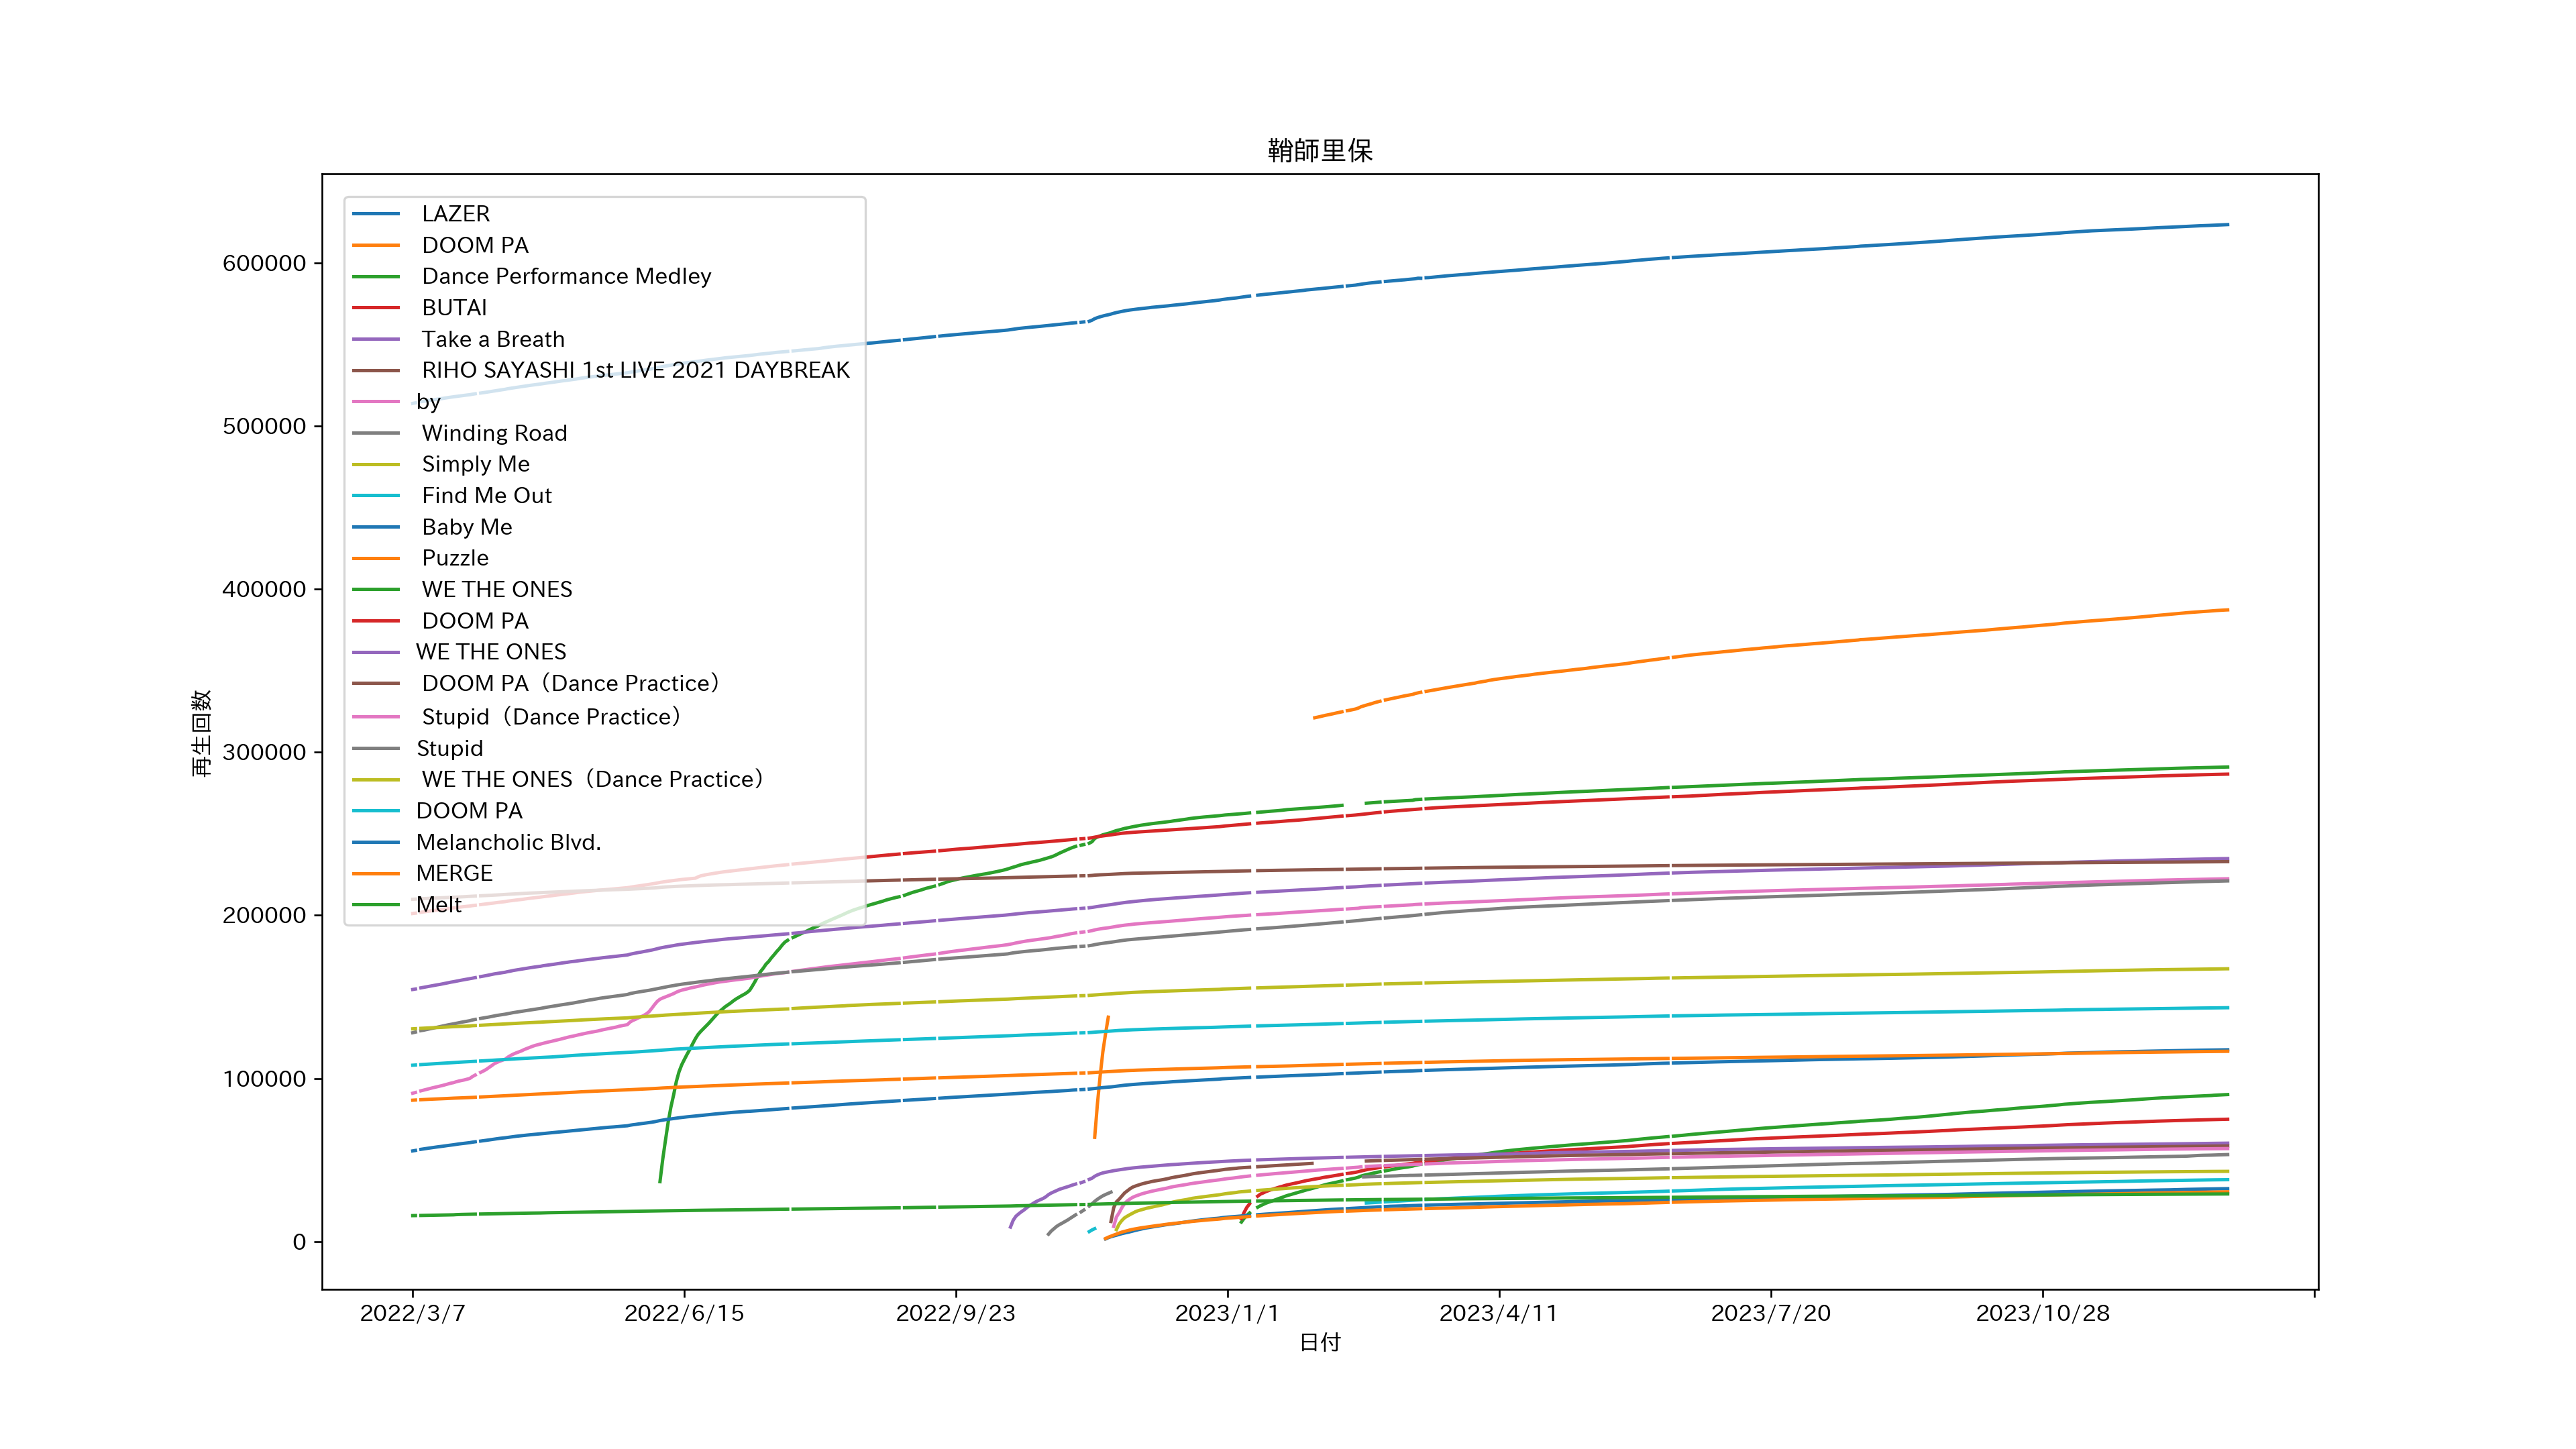 鞘師里保
LAZER
DOOM PA
Dance Performance Medley
BUTAI
Take a Breath
RIHO SAYASHI 1st LIVE 2021 DAYBREAK
by
Winding Road
Simply Me
Find Me Out
Baby Me
Puzzle
WE THE ONES
DOOM PA
WE THE ONES
DOOM PA（Dance Practice）
Stupid（Dance Practice）
Stupid
WE THE ONES（Dance Practice）
DOOM PA
Melancholic Blvd.
MERGE
Melt
600000
500000
400000
300000
200000
100000
0
再生回数
2022/3/7
2022/6/15
2022/9/23
2023/1/1
2023/4/11
2023/7/20
2023/10/28
日付